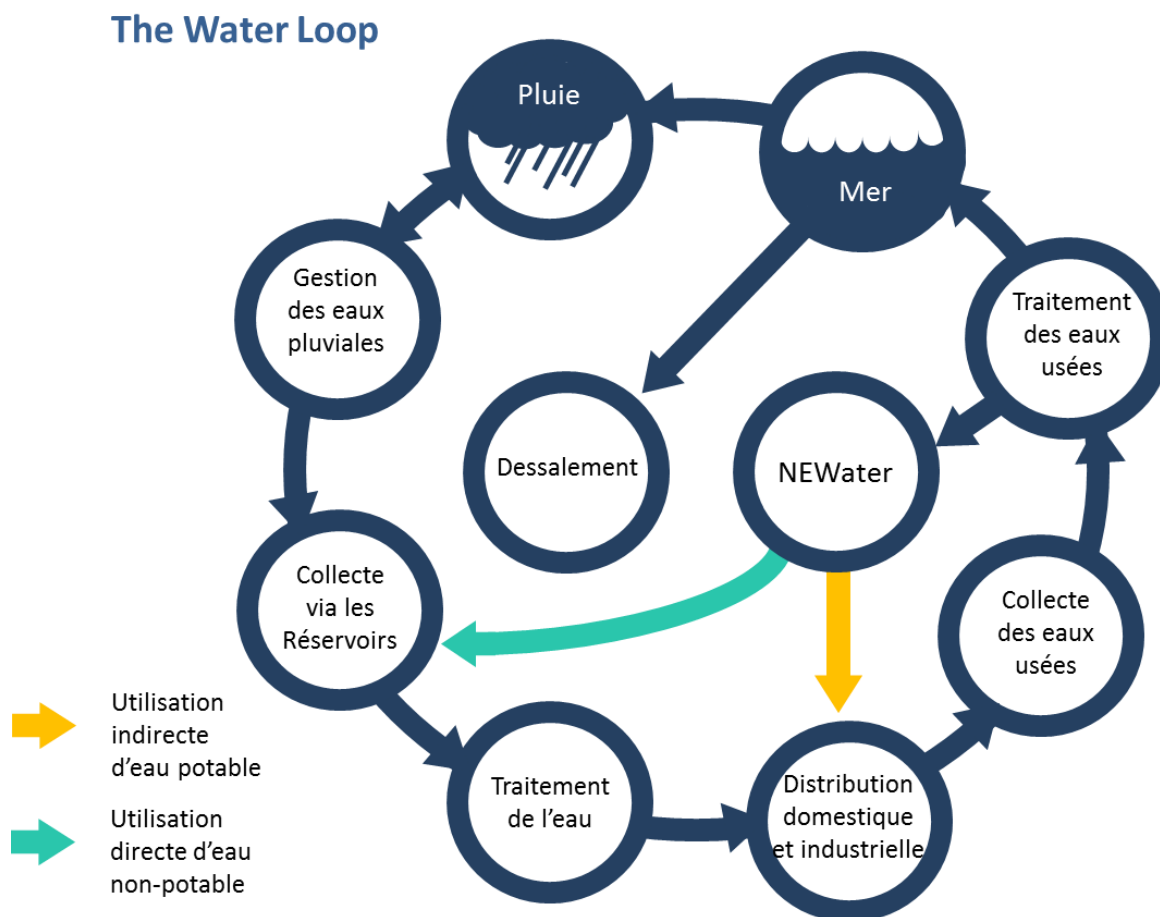 The Water Loop
Pluie
Mer
Gestion
des eaux
pluviales
Traitement
des eaux
usées
Dessalement
NEWater
Collecte
via les
Réservoirs
Collecte
des eaux
usées
Utilisation
indirecte
d’eau potable
Traitement
de l’eau
Distribution
domestique
et industrielle
Utilisation
directe d’eau
non-potable